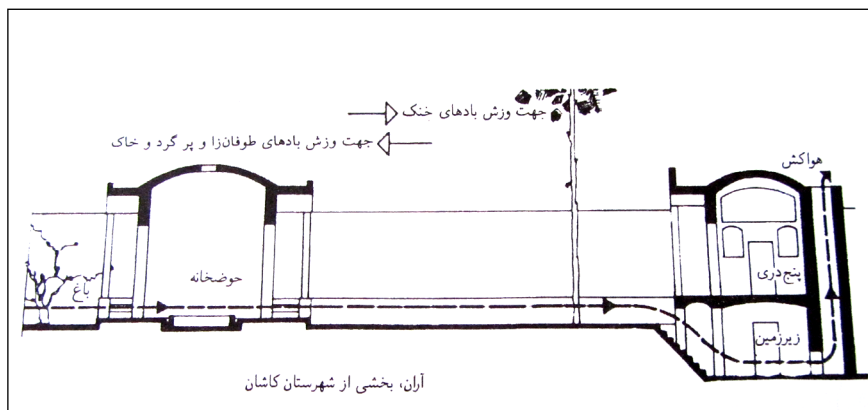 جهت وزش بادهای خنک
جهت وزش بادهای طوفان‌زا و پر گرد و خاک
هواکش
باغ
حوضخانه
پنج‌دری
زیرزمین
آران، بخشی از شهرستان کاشان